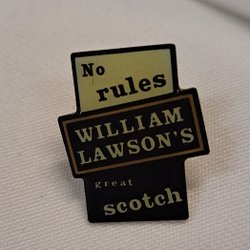 No
rules
WILLIAM
LAWSON'S
great
scotch